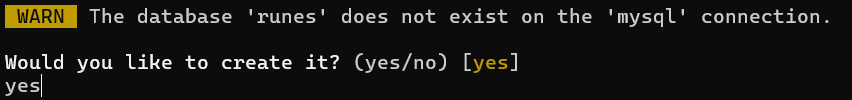 WARN The database 'runes' does not exist on the 'mysql' connection.
Would you like to create it? (yes/no) [yes]
yes